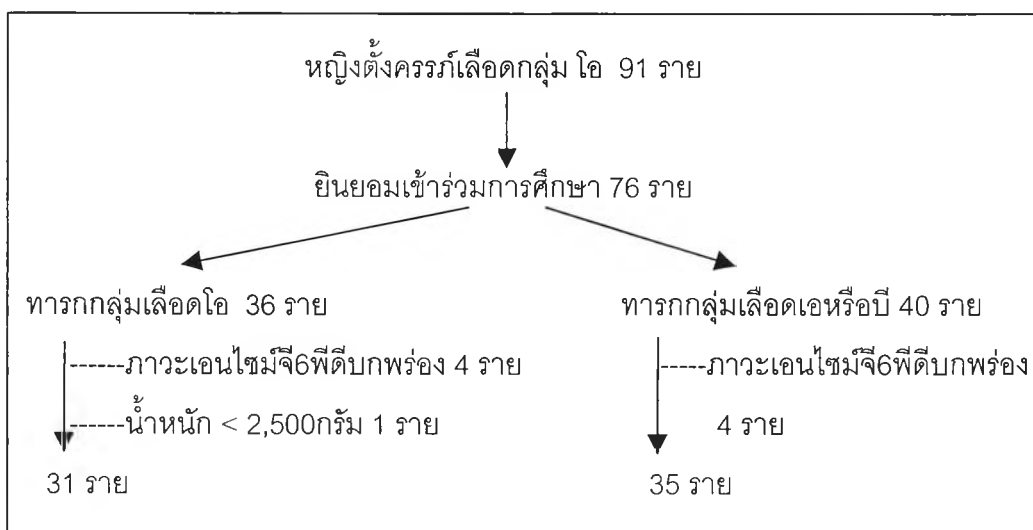 หญิงตั้งครรภ์เลือดกลุ่ม โอ 91 ราย
ยินยอมเข้าร่วมการศึกษา 76 ราย
ทารกกลุ่มเลือดโอ 36 ราย
ทารกกลุ่มเลือดเอหรือบี 40 ราย
------ภาวะเอนไซม์จี6พีดีบกพร่อง 4 ราย
------ภาวะเอนไซม์จี6พีดีบกพร่อง
------น้ำหนัก < 2,500กรัม 1 ราย
4 ราย
31 ราย
35 ราย